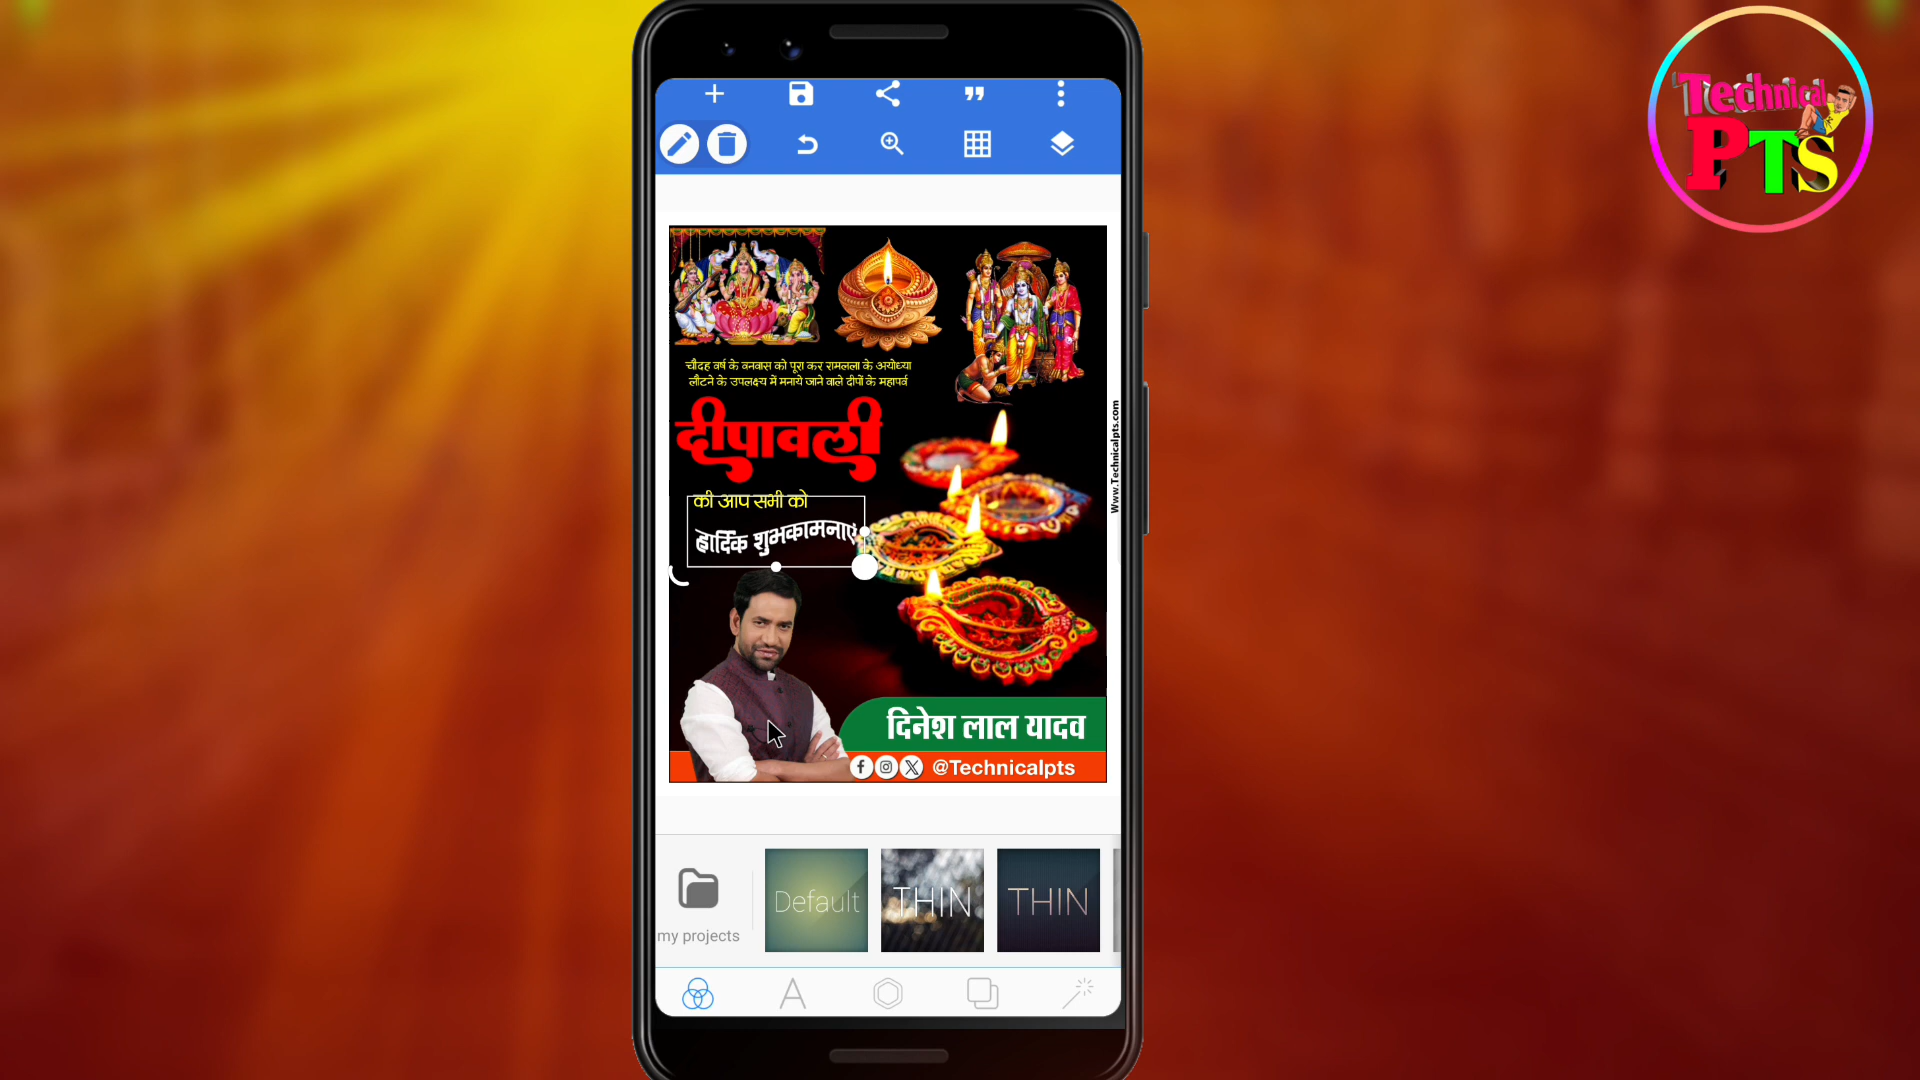 Technical
PTS
चौदह वर्ष के वनवास को पूरा कर रामलला के अयोध्या
लौटने के उपलक्ष्य में मनाये जाने वाले दीपों के महापर्व
दीपावली
की आप सभी को
हार्दिक शुभकामनाएं
Www.Technicalpts.com
दिनेश लाल यादव
@Technicalpts
my projects
Default
THIN
THIN